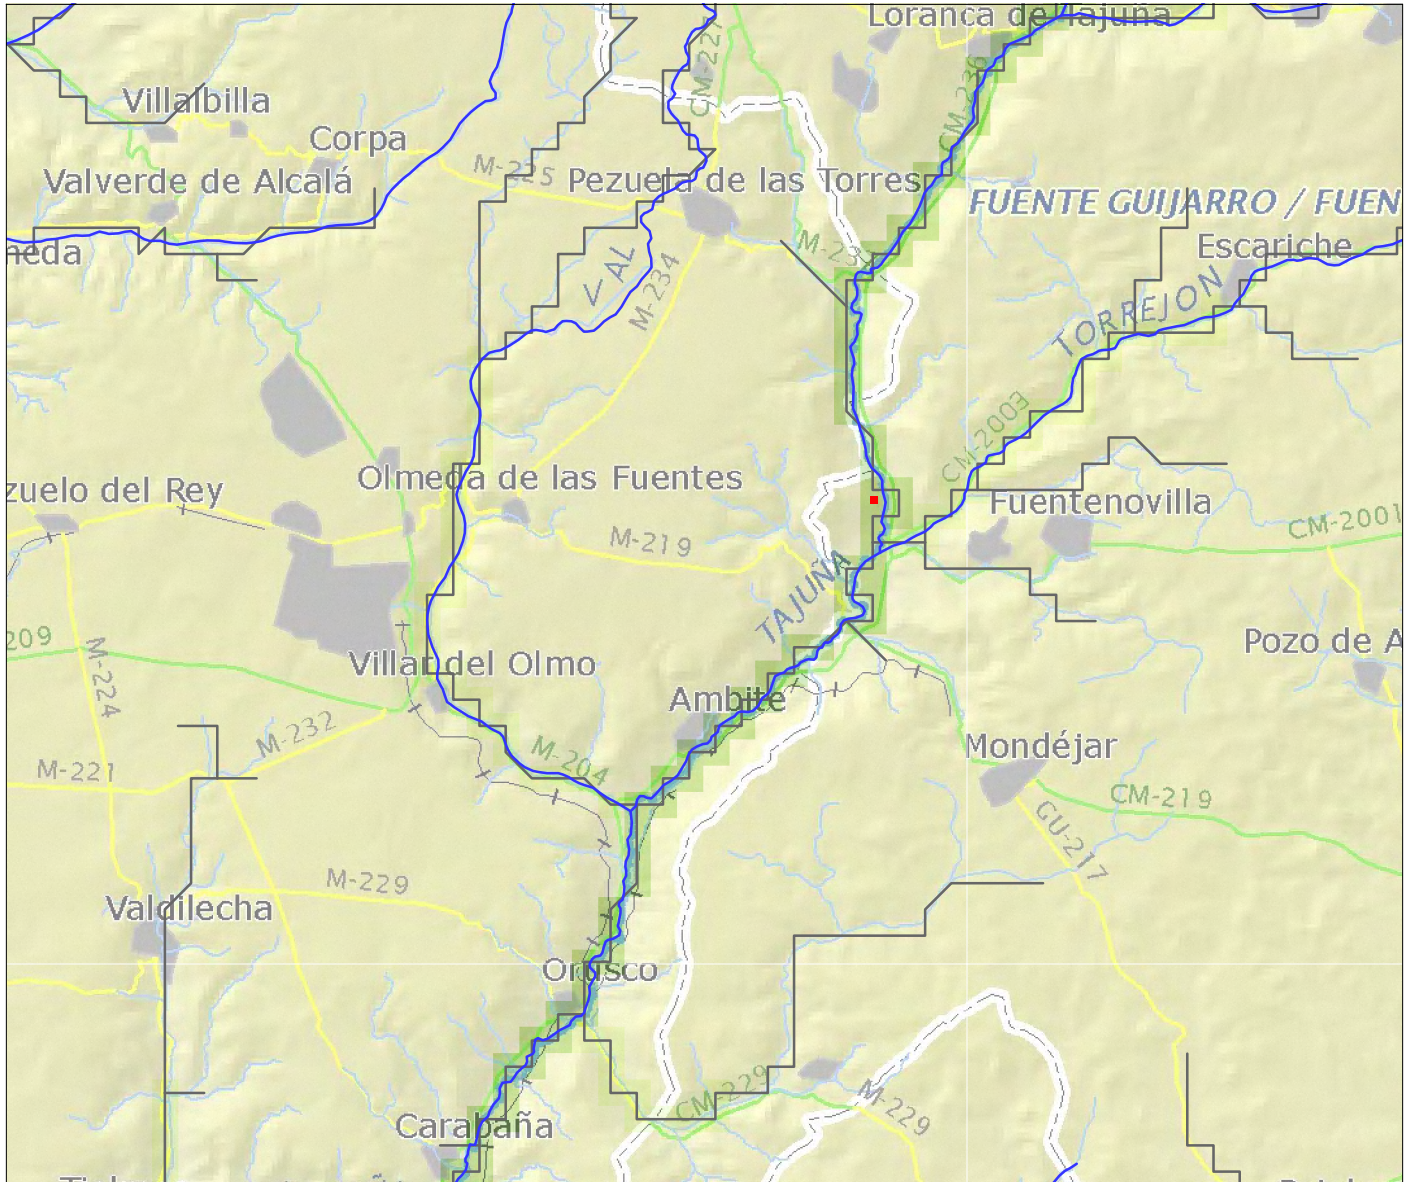 Loranca de Tajuña
CM-227
CM-236
Villalbilla
Corpa
M-225
Pezuela de las Torres
Valverde de Alcalá
FUENTE GUIJARRO / FUEN
meda
M-23
Escariche
VAL
M-234
TORREJON
CM-2003
Olmeda de las Fuentes
zuelo del Rey
Fuentenovilla
CM-2001
M-219
TAJUÑA
209
M-224
Pozo de A
Villar del Olmo
Ambite
M-232
M-204
Mondéjar
M-221
CM-219
GU-217
M-229
Valdilecha
Orusco
CM-229
M-229
Carabaña